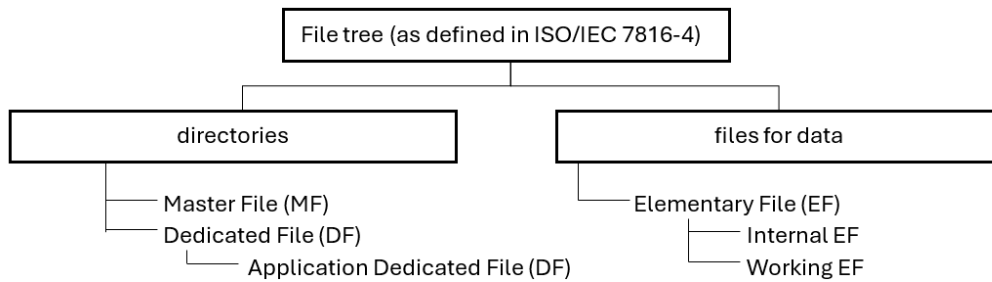 File tree (as defined in ISO/IEC 7816-4)
directories
files for data
Master File (MF)
Dedicated File (DF)
Application Dedicated File (DF)
Elementary File (EF)
Internal EF
Working EF